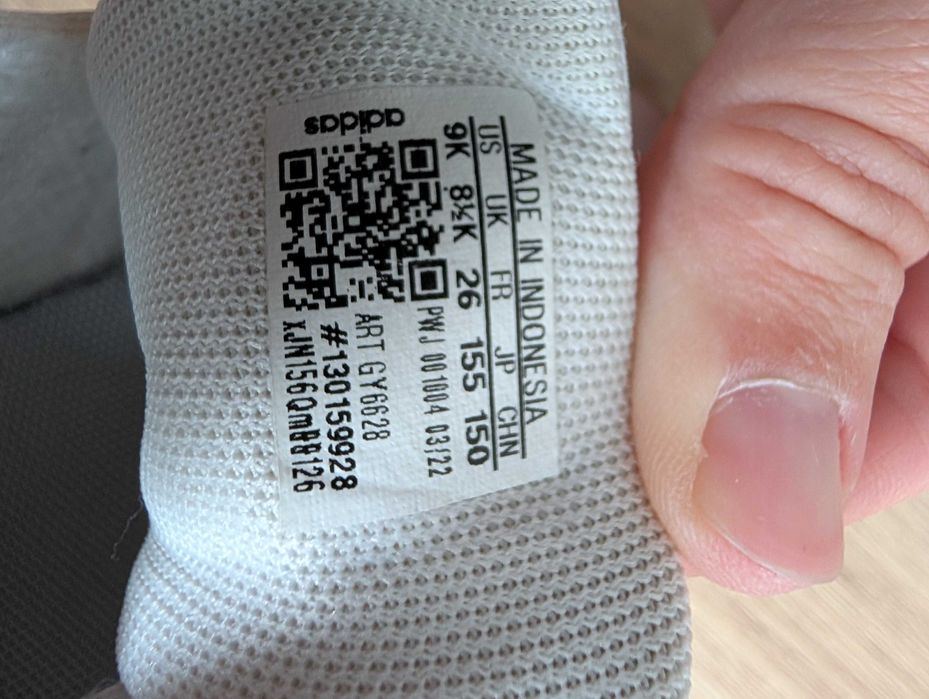 MADE IN INDONESIA
US UK FR JP CHN
9K 8½K 26 155 150
PWJ 001004 03/22
ART GY6628
#130159928
adidas